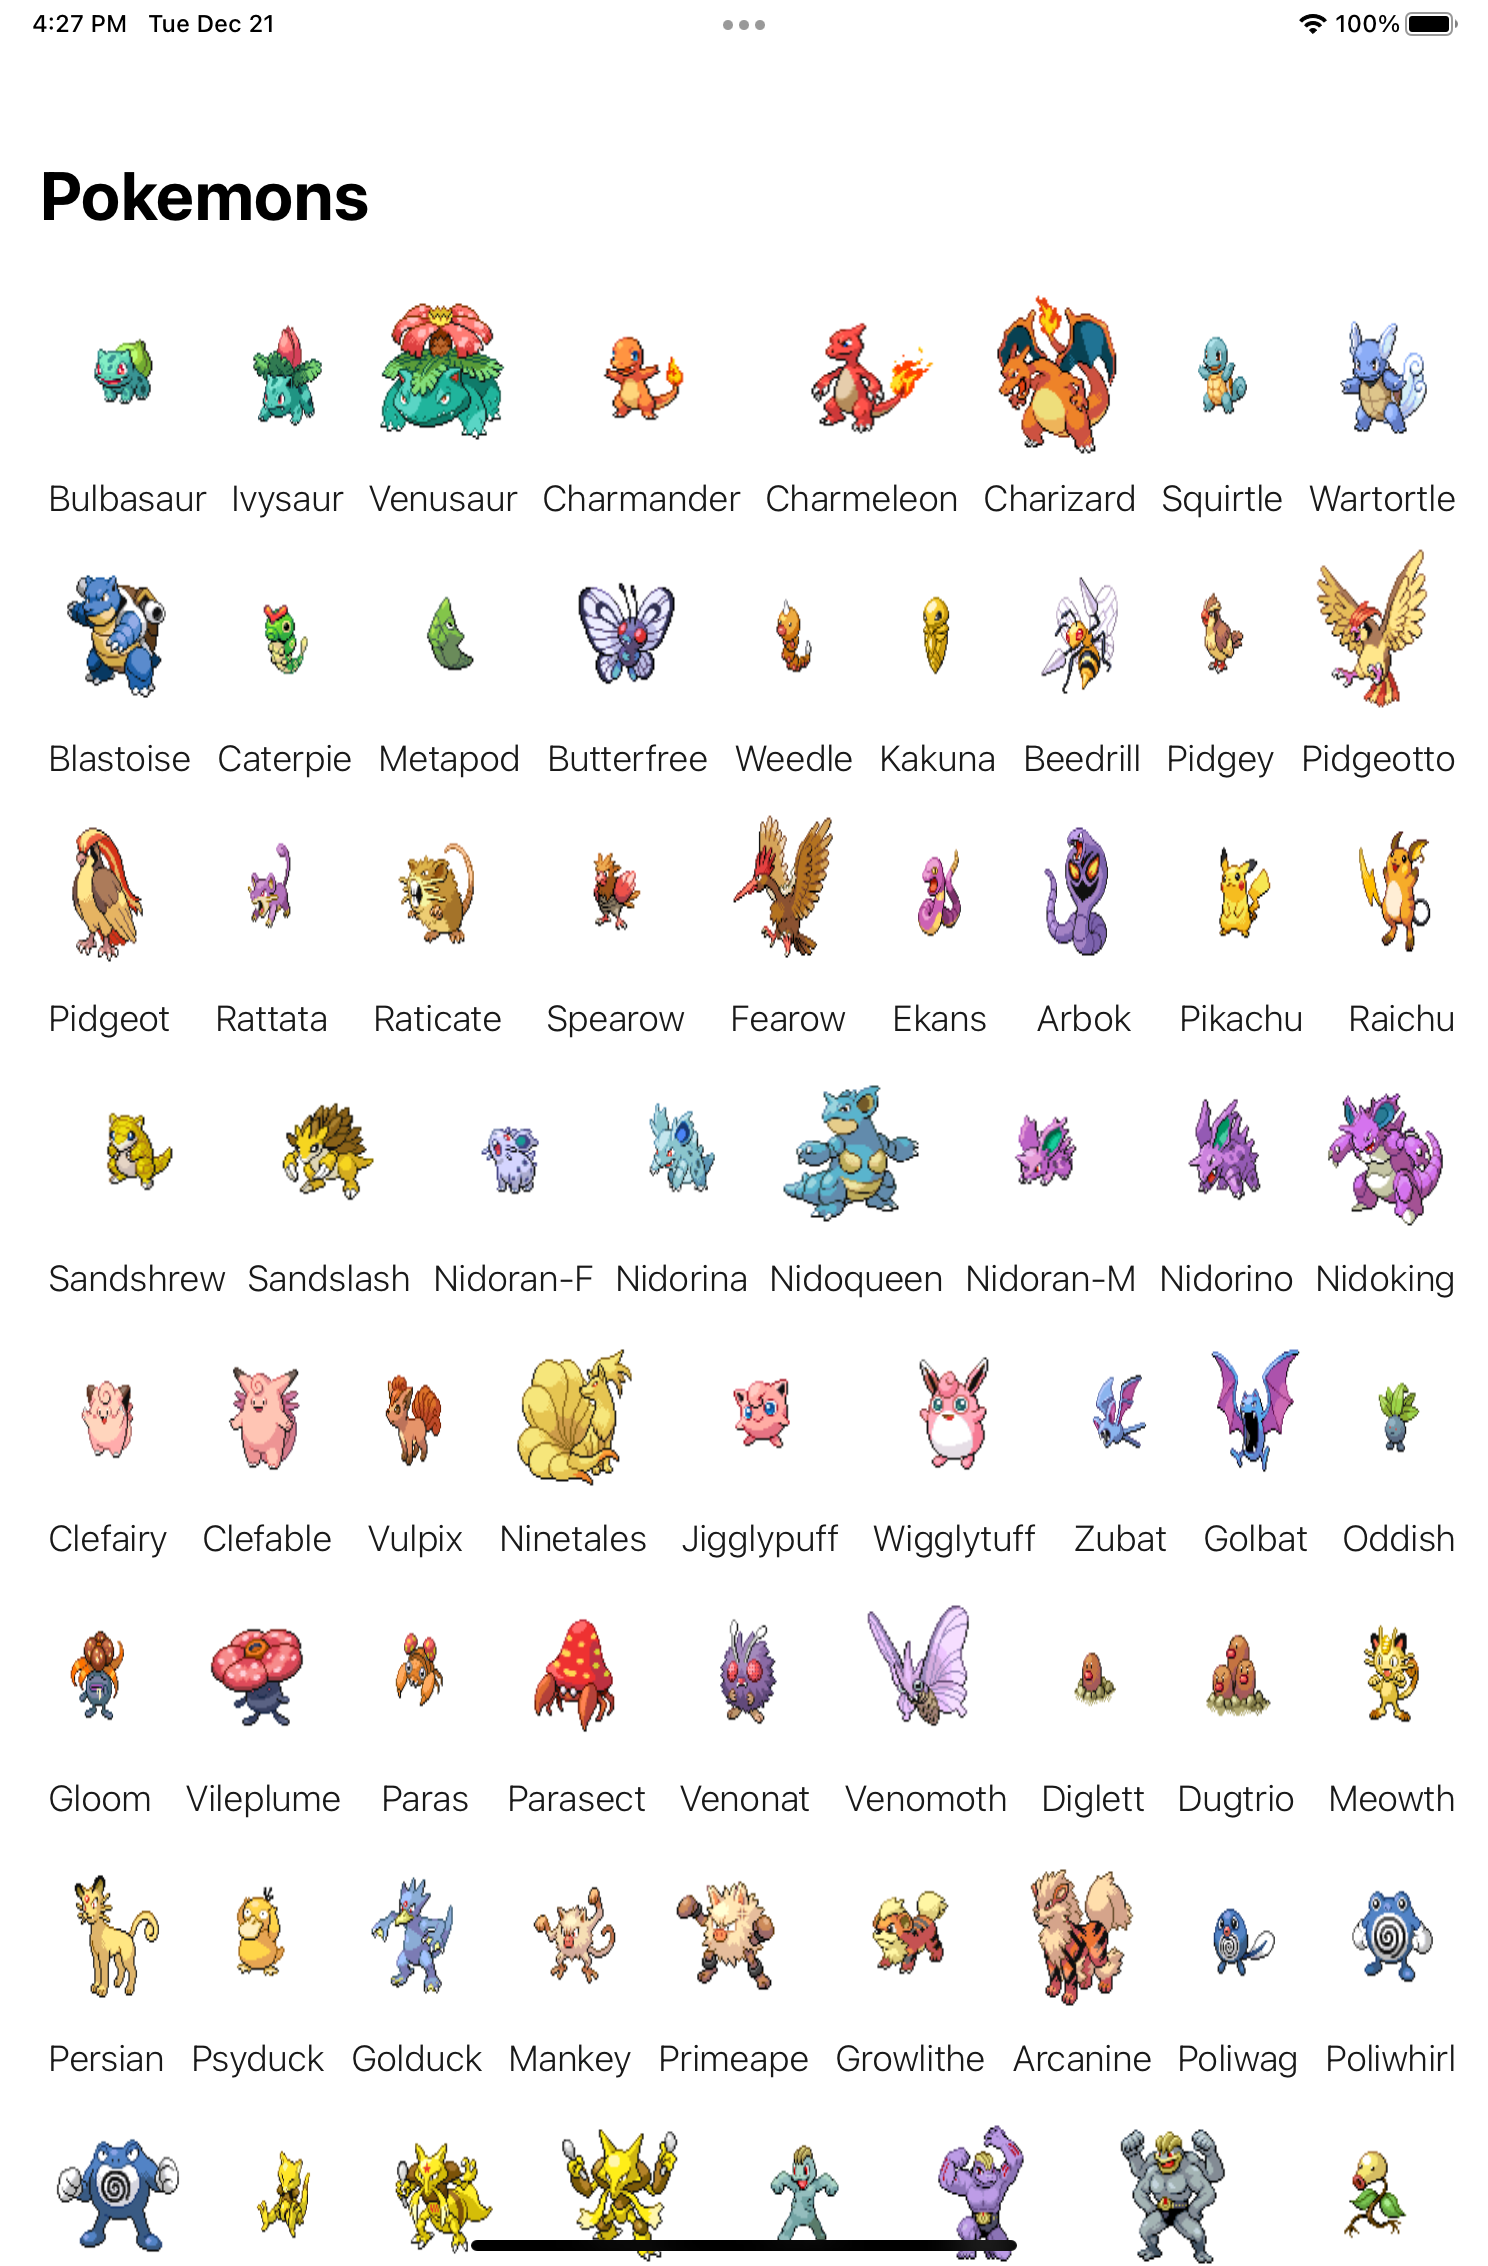 4:27 PM Tue Dec 21 100%
Pokemons
Bulbasaur Ivysaur Venusaur Charmander Charmeleon Charizard Squirtle Wartortle
Blastoise Caterpie Metapod Butterfree Weedle Kakuna Beedrill Pidgey Pidgeotto
Pidgeot Rattata Raticate Spearow Fearow Ekans Arbok Pikachu Raichu
Sandshrew Sandslash Nidoran-F Nidorina Nidoqueen Nidoran-M Nidorino Nidoking
Clefairy Clefable Vulpix Ninetales Jigglypuff Wigglytuff Zubat Golbat Oddish
Gloom Vileplume Paras Parasect Venonat Venomoth Diglett Dugtrio Meowth
Persian Psyduck Golduck Mankey Primeape Growlithe Arcanine Poliwag Poliwhirl